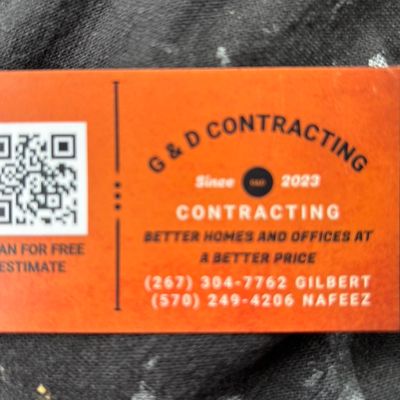 G & D CONTRACTING
Since G&D 2023
CONTRACTING
BETTER HOMES AND OFFICES AT
A BETTER PRICE
(267) 304-7762 GILBERT
(570) 249-4206 NAFEEZ
AN FOR FREE
ESTIMATE